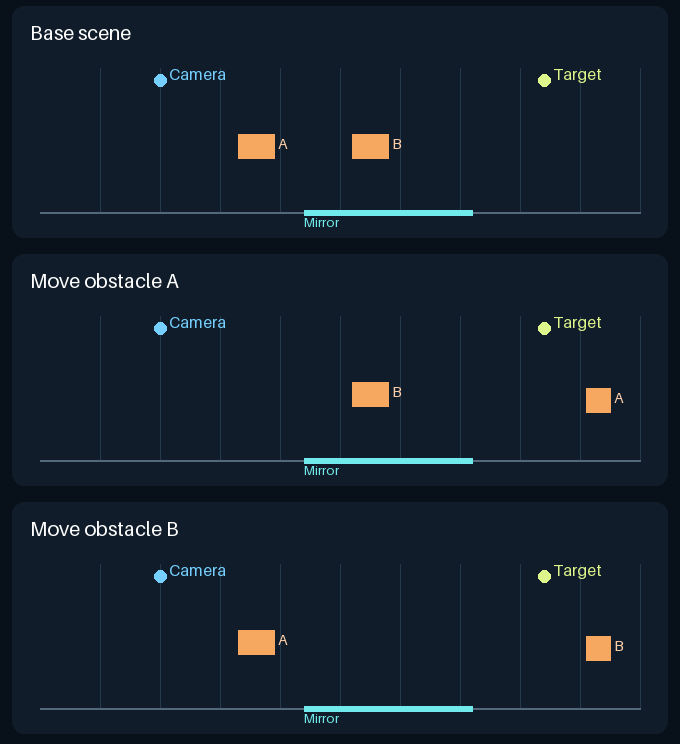 Base scene
Camera
Target
A
B
Mirror
Move obstacle A
Camera
Target
B
A
Mirror
Move obstacle B
Camera
Target
A
B
Mirror